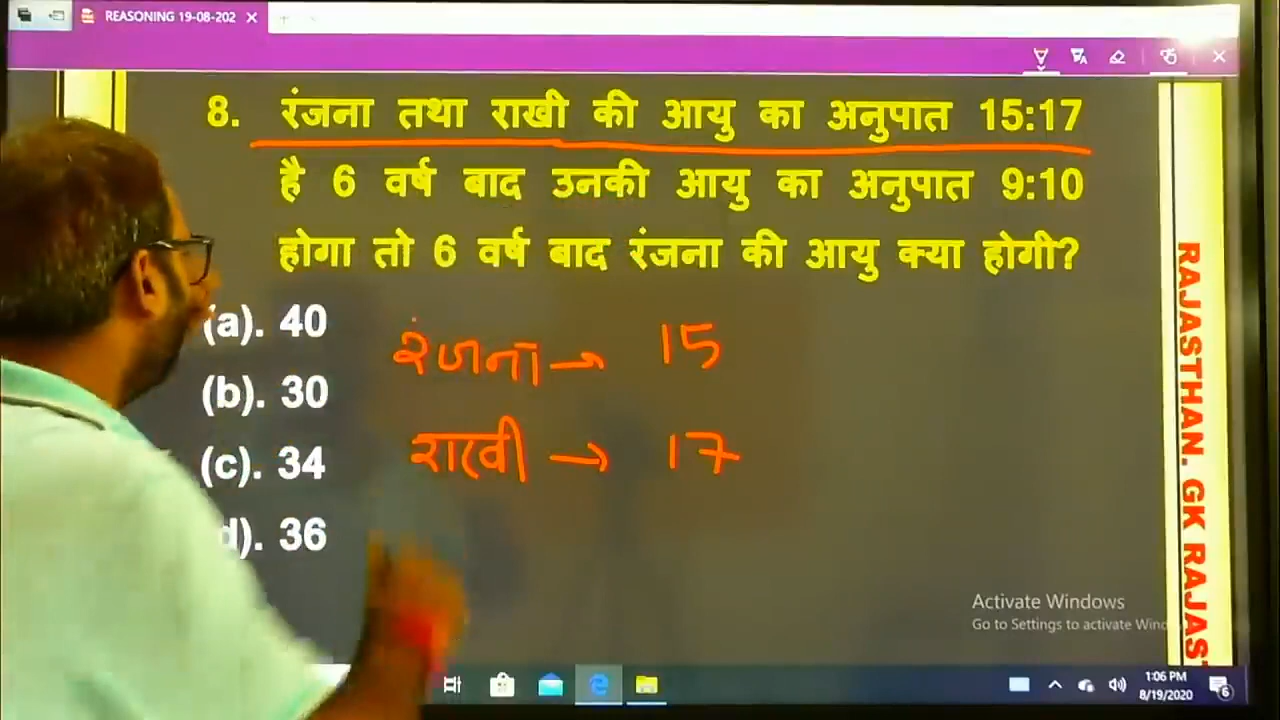 REASONING 19-08-202
8. रंजना तथा राखी की आयु का अनुपात 15:17
है 6 वर्ष बाद उनकी आयु का अनुपात 9:10
होगा तो 6 वर्ष बाद रंजना की आयु क्या होगी?
(a). 40
(b). 30
(c). 34
d). 36
रंजना → 15
राखी → 17
RAJASTHAN. GK RAJAS
Activate Windows
Go to Settings to activate Wind
1:06 PM
8/19/2020
6